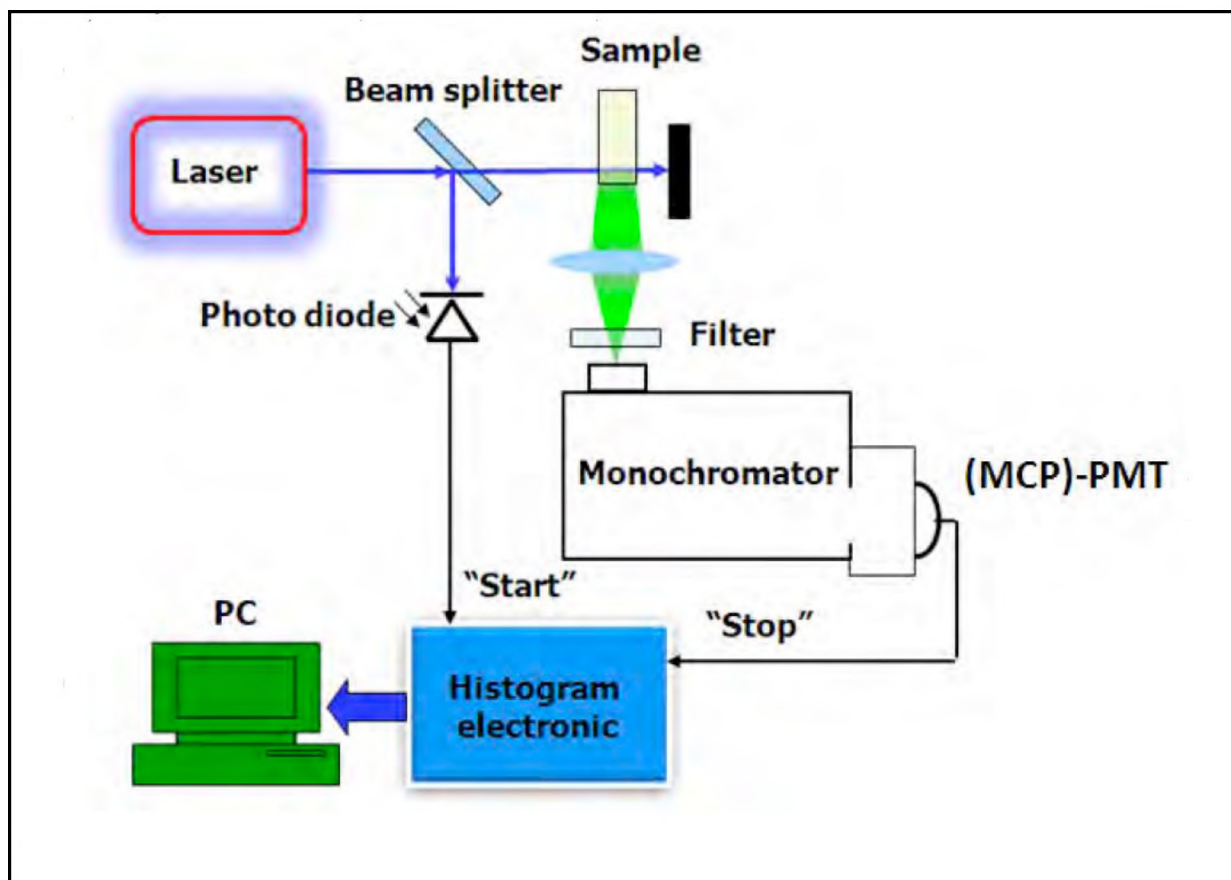 Sample
Beam splitter
Laser
Photo diode
Filter
Monochromator
(MCP)-PMT
“Start”
“Stop”
PC
Histogram
electronic